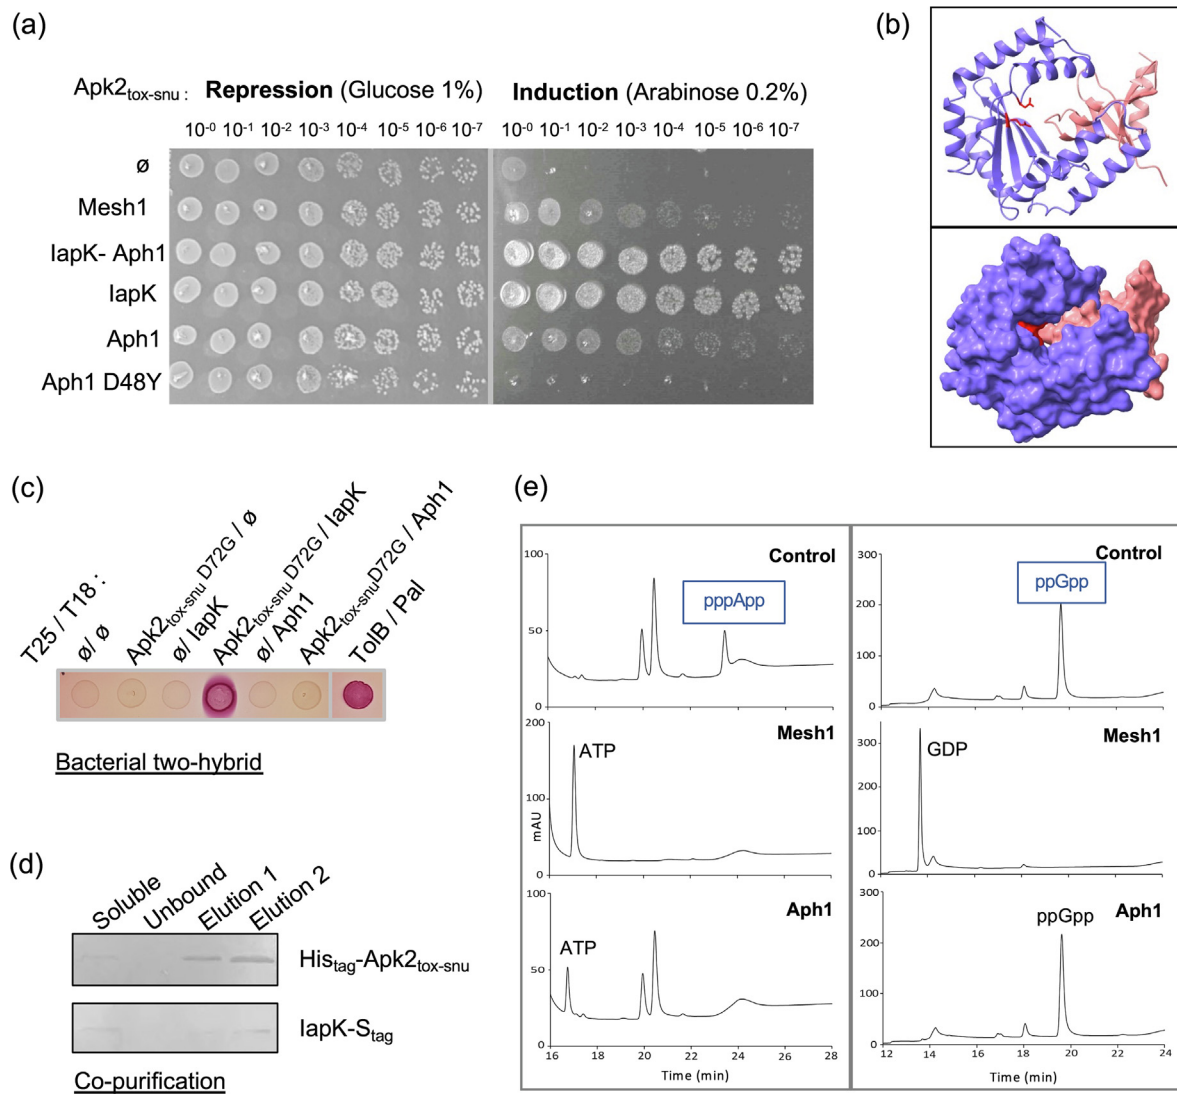 (a)
Apk2tox-snu : Repression (Glucose 1%) Induction (Arabinose 0.2%)
10-0 10-1 10-2 10-3 10-4 10-5 10-6 10-7 10-0 10-1 10-2 10-3 10-4 10-5 10-6 10-7
ø
Mesh1
IapK- Aph1
IapK
Aph1
Aph1 D48Y
(b)
(c)
T25 / T18 :
ø/ ø
Apk2tox-snu D72G / ø
ø/ IapK
Apk2tox-snu D72G / IapK
ø/ Aph1
Apk2tox-snuD72G / Aph1
TolB / Pal
Bacterial two-hybrid
(d)
Soluble
Unbound
Elution 1
Elution 2
Histag-Apk2tox-snu
IapK-Stag
Co-purification
(e)
100
50
0
Control
pppApp
200
100
0
mAU
Mesh1
ATP
100
50
0
Aph1
ATP
16 18 20 22 24 26 28
Time (min)
300
200
100
0
Control
ppGpp
300
200
100
0
Mesh1
GDP
300
200
100
0
Aph1
ppGpp
12 14 16 18 20 22 24
Time (min)